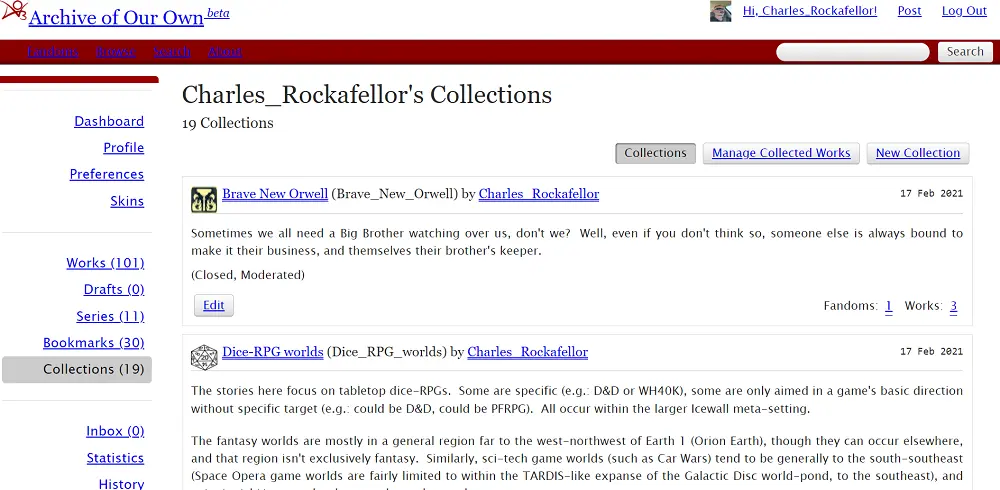 Archive of Our Own beta
Hi, Charles_Rockafellor! Post Log Out
Fandoms Browse Search About Search
Charles_Rockafellor's Collections
19 Collections
Collections Manage Collected Works New Collection
Dashboard
Profile
Preferences
Skins
Works (101)
Drafts (0)
Series (11)
Bookmarks (30)
Collections (19)
Inbox (0)
Statistics
History
Brave New Orwell (Brave_New_Orwell) by Charles_Rockafellor 17 Feb 2021
Sometimes we all need a Big Brother watching over us, don't we? Well, even if you don't think so, someone else is always bound to
make it their business, and themselves their brother's keeper.
(Closed, Moderated)
Edit Fandoms: 1 Works: 3
Dice-RPG worlds (Dice_RPG_worlds) by Charles_Rockafellor 17 Feb 2021
The stories here focus on tabletop dice-RPGs. Some are specific (e.g.: D&D or WH40K), some are only aimed in a game's basic direction
without specific target (e.g.: could be D&D, could be PFRPG). All occur within the larger Icewall meta-setting.
The fantasy worlds are mostly in a general region far to the west-northwest of Earth 1 (Orion Earth), though they can occur elsewhere,
and that region isn't exclusively fantasy. Similarly, sci-tech game worlds (such as Car Wars) tend to be generally to the south-southeast
(Space Opera game worlds are fairly limited to within the TARDIS-like expanse of the Galactic Disc world-pond, to the southeast), and